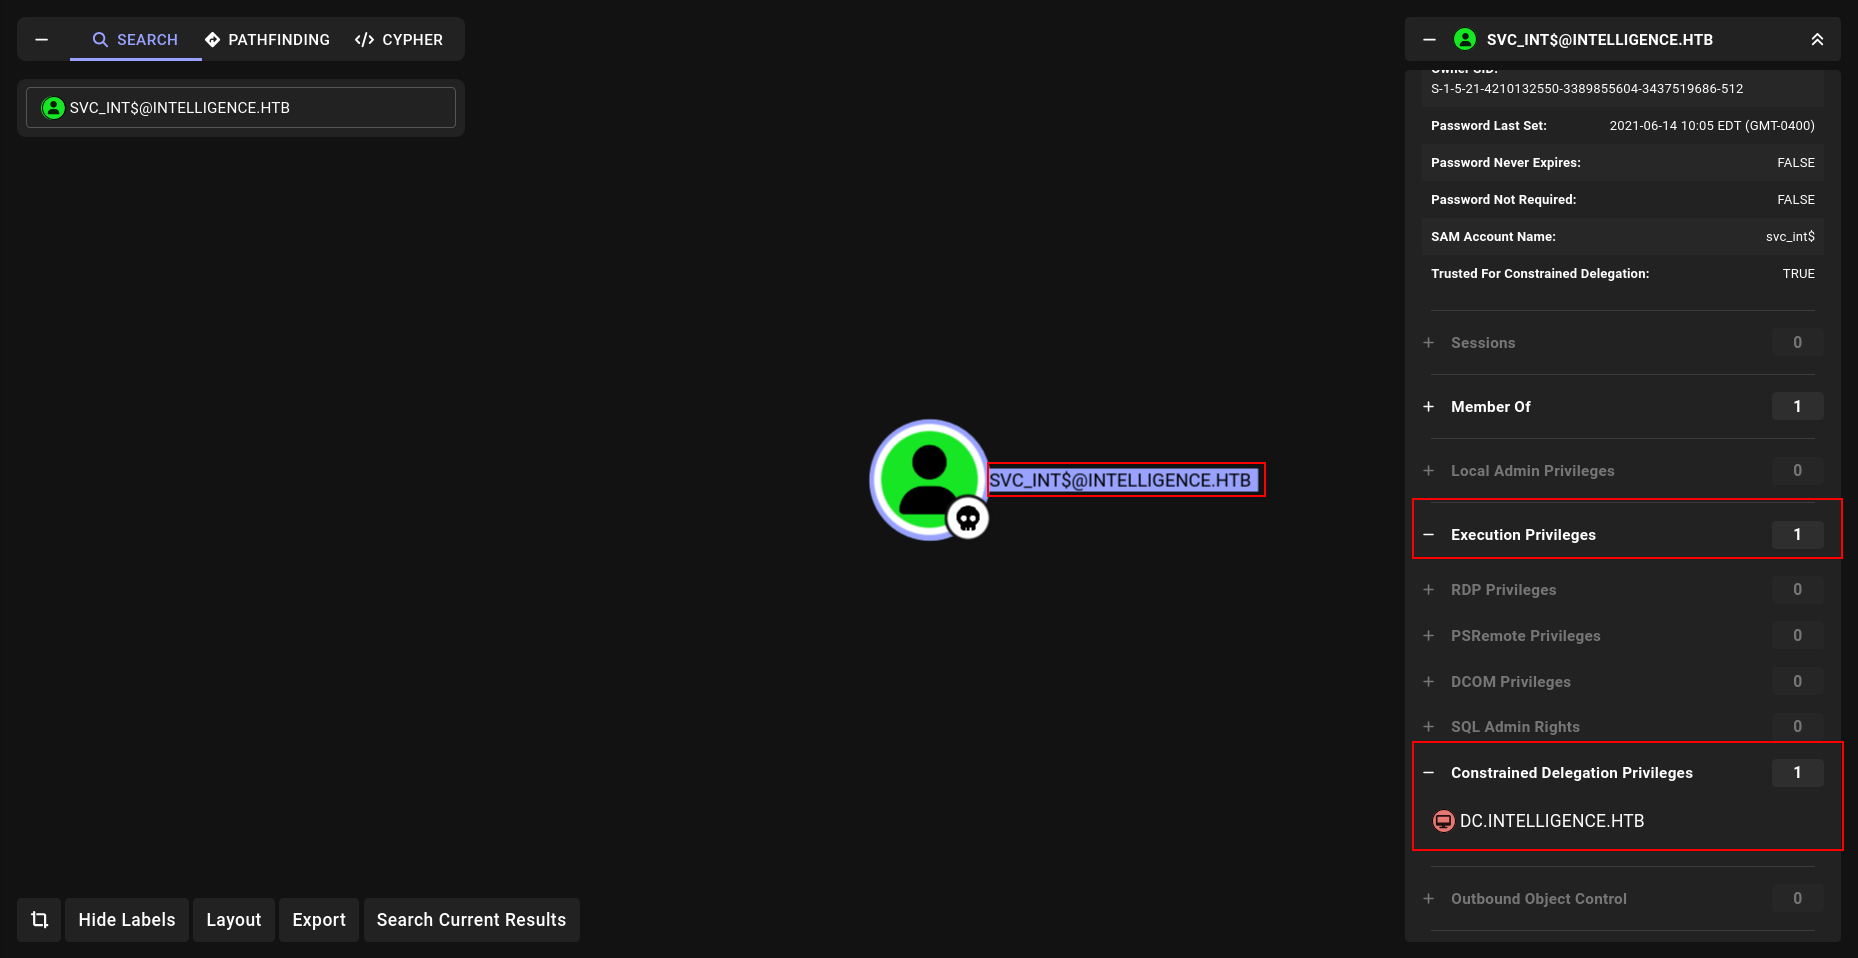 SEARCH PATHFINDING CYPHER
SVC_INT$@INTELLIGENCE.HTB
SVC_INT$@INTELLIGENCE.HTB
Hide Labels Layout Export Search Current Results
SVC_INT$@INTELLIGENCE.HTB
Owner SID:
S-1-5-21-4210132550-3389855604-3437519686-512
Password Last Set: 2021-06-14 10:05 EDT (GMT-0400)
Password Never Expires: FALSE
Password Not Required: FALSE
SAM Account Name: svc_int$
Trusted For Constrained Delegation: TRUE
Sessions 0
Member Of 1
Local Admin Privileges 0
Execution Privileges 1
RDP Privileges 0
PSRemote Privileges 0
DCOM Privileges 0
SQL Admin Rights 0
Constrained Delegation Privileges 1
DC.INTELLIGENCE.HTB
Outbound Object Control 0